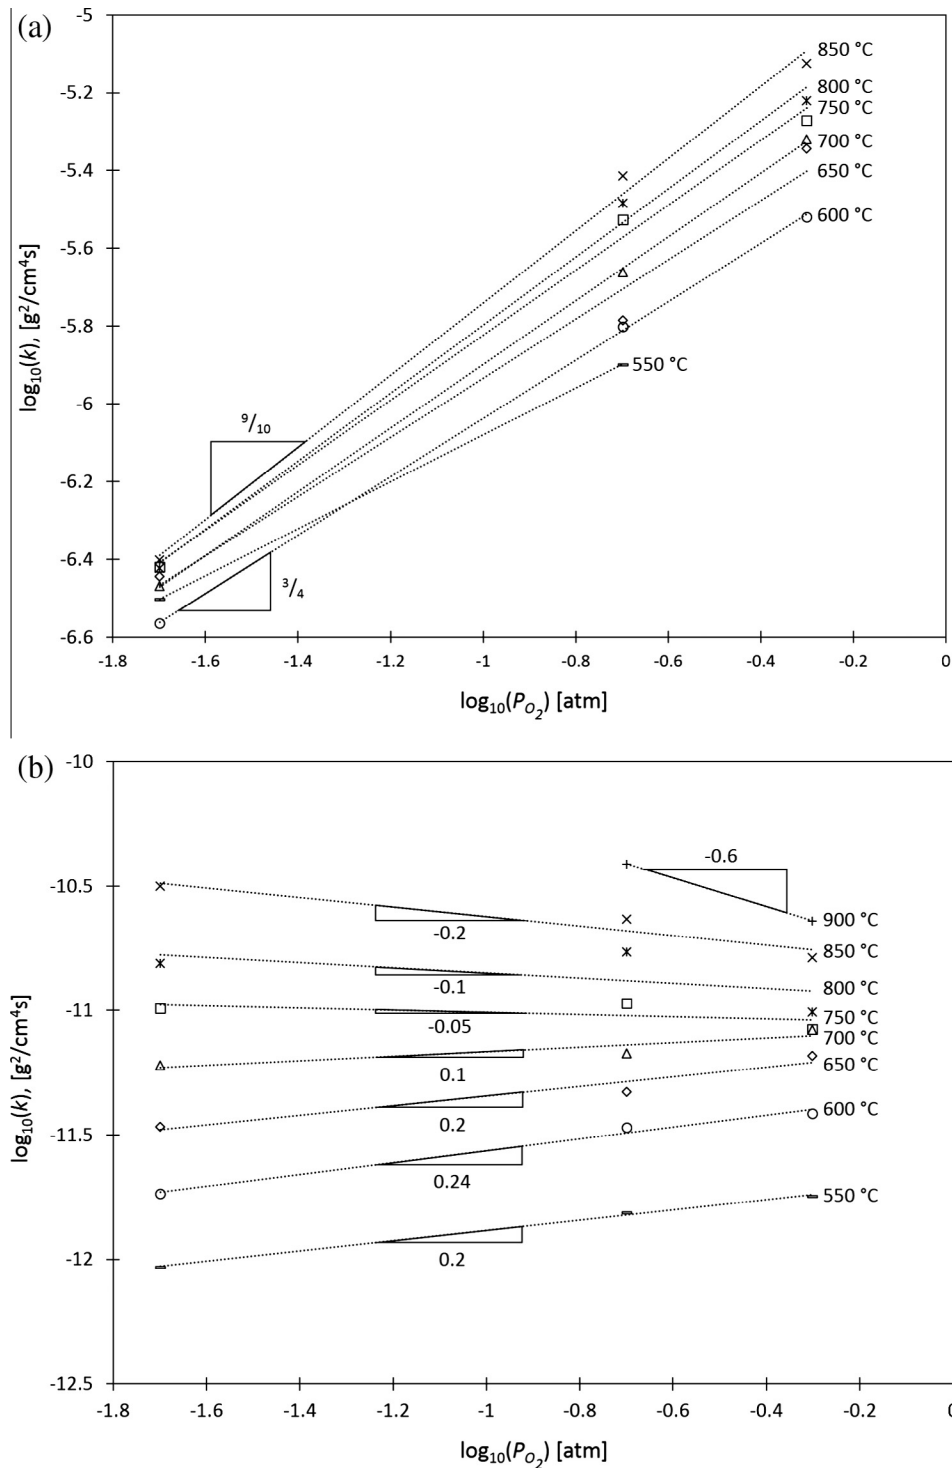 (a)
-5
-5.2
-5.4
-5.6
-5.8
-6
-6.2
-6.4
-6.6
log₁₀(k), [g²/cm⁴s]
850 °C
800 °C
750 °C
700 °C
650 °C
600 °C
550 °C
⁹/₁₀
³/₄
-1.8 -1.6 -1.4 -1.2 -1 -0.8 -0.6 -0.4 -0.2 0
log₁₀(P_O₂) [atm]
(b)
-10
-10.5
-11
-11.5
-12
-12.5
log₁₀(k), [g²/cm⁴s]
-0.6
900 °C
-0.2
850 °C
-0.1
800 °C
-0.05
750 °C
700 °C
0.1
650 °C
0.2
600 °C
0.24
550 °C
0.2
-1.8 -1.6 -1.4 -1.2 -1 -0.8 -0.6 -0.4 -0.2 0
log₁₀(P_O₂) [atm]